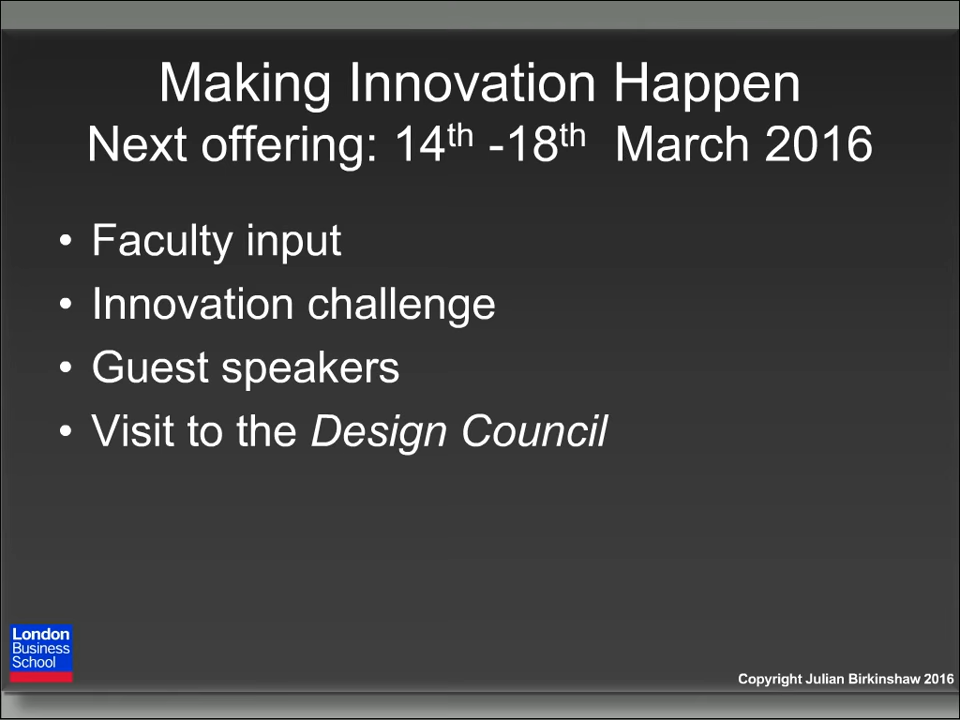 Making Innovation Happen
Next offering: 14th -18th March 2016
• Faculty input
• Innovation challenge
• Guest speakers
• Visit to the Design Council
London
Business
School
Copyright Julian Birkinshaw 2016